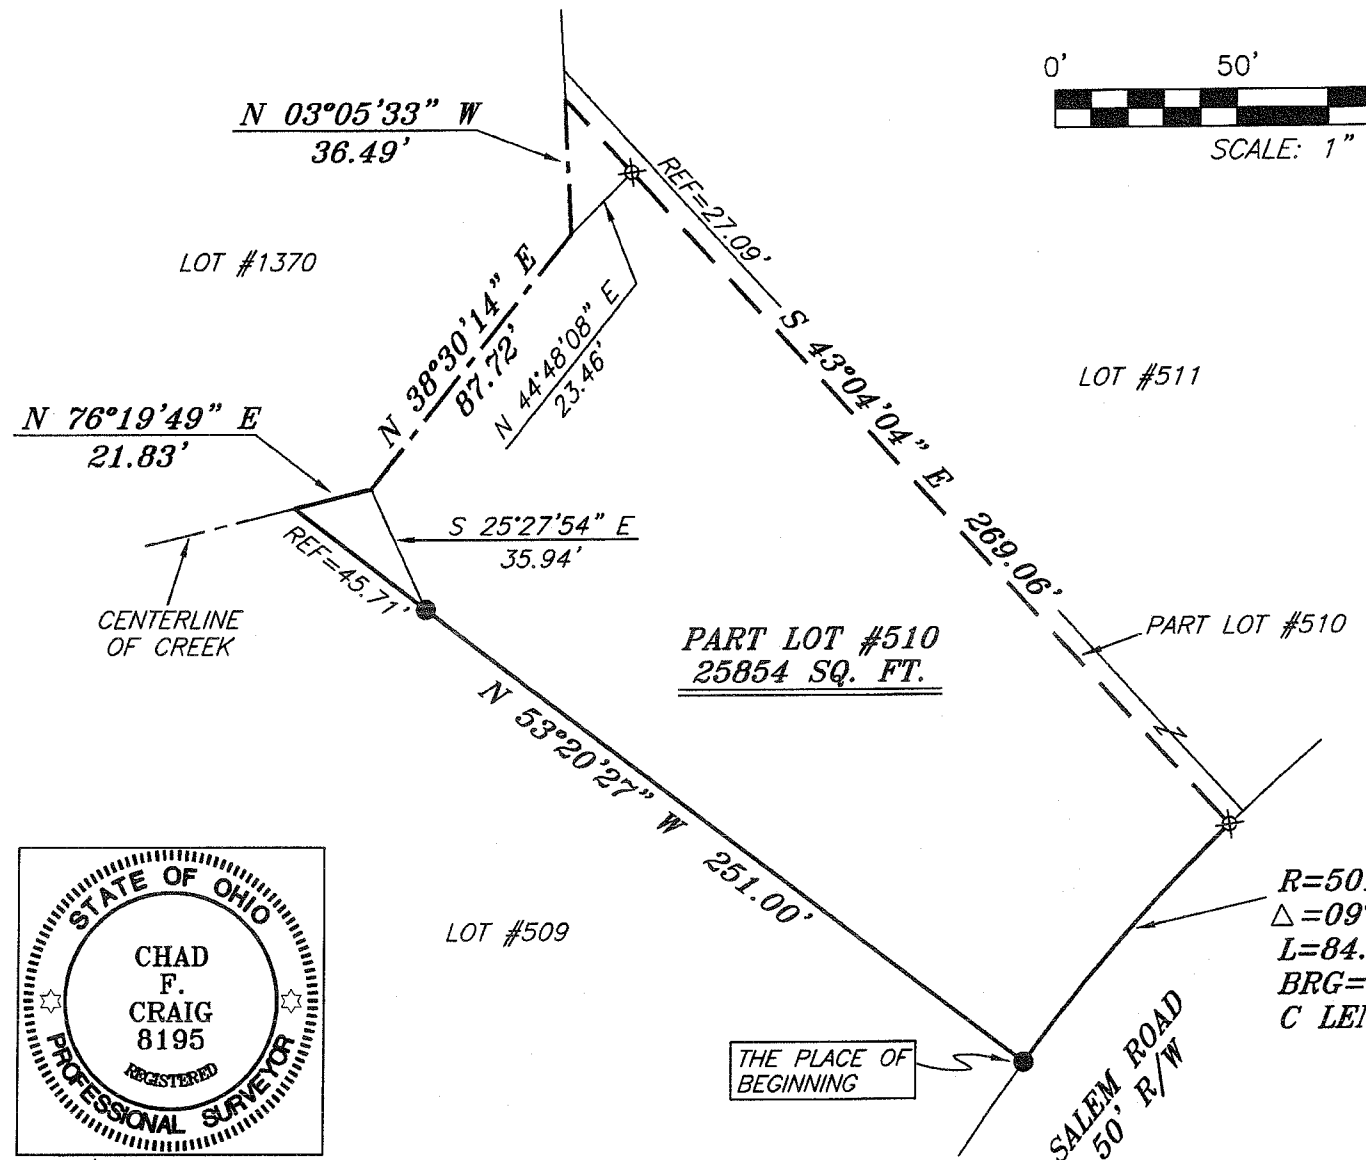 0' 50'
SCALE: 1"
N 03°05'33" W
36.49'
REF=27.09'
LOT #1370
N 38°30'14" E
87.72'
N 44°48'08" E
23.46'
S 43°04'04" E 269.06'
LOT #511
N 76°19'49" E
21.83'
S 25°27'54" E
35.94'
REF=45.71'
CENTERLINE
OF CREEK
PART LOT #510
25854 SQ. FT.
PART LOT #510
N 53°20'27" W 251.00'
LOT #509
△=09°
L=84.
BRG=
C
THE PLACE OF
BEGINNING
SALEM ROAD
50' R/W
STATE OF OHIO
CHAD
F.
CRAIG
8195
REGISTERED
PROFESSIONAL SURVEYOR